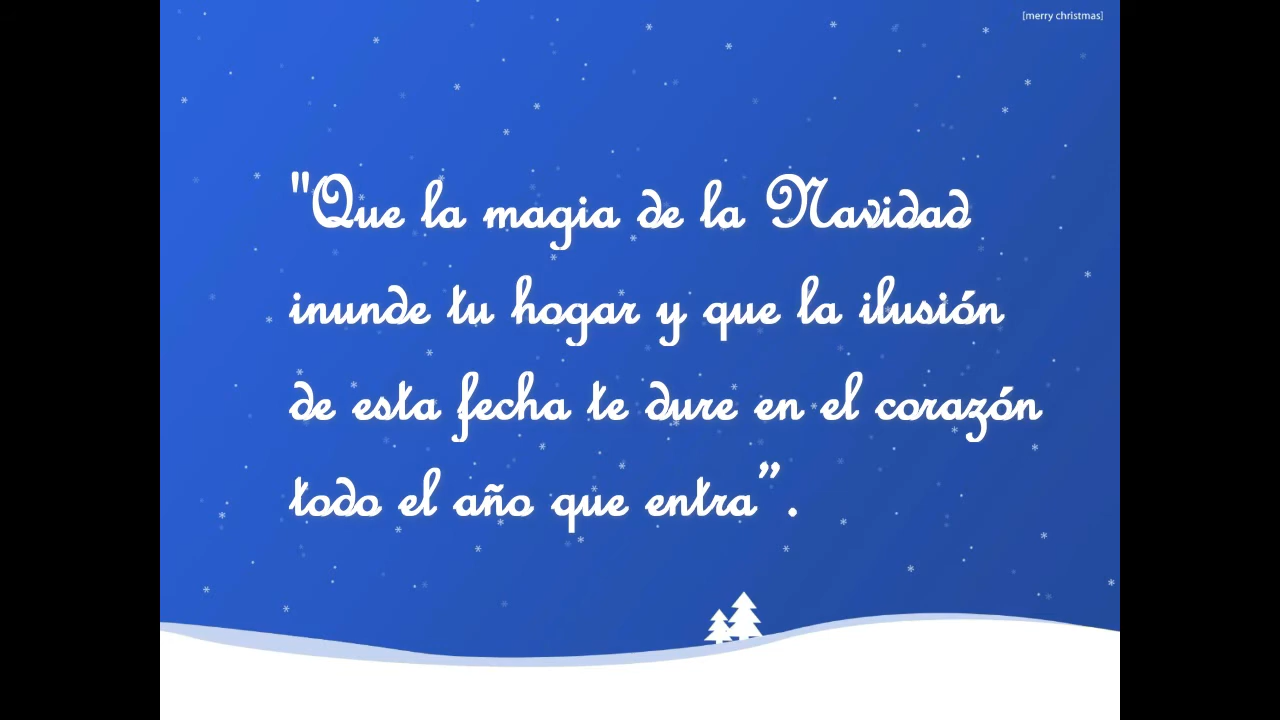 [merry christmas]
"Que la magia de la Navidad
inunde tu hogar y que la ilusión
de esta fecha te dure en el corazón
todo el año que entra”.